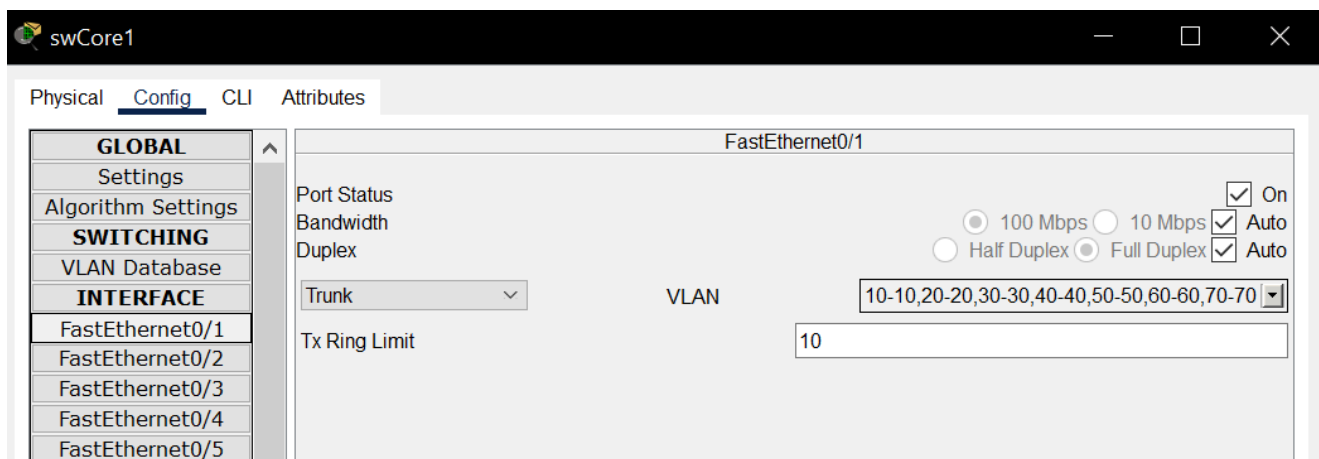 swCore1
Physical Config CLI Attributes
GLOBAL
Settings
Algorithm Settings
SWITCHING
VLAN Database
INTERFACE
FastEthernet0/1
FastEthernet0/2
FastEthernet0/3
FastEthernet0/4
FastEthernet0/5
FastEthernet0/1
Port Status On
Bandwidth 100 Mbps 10 Mbps Auto
Duplex Half Duplex Full Duplex Auto
Trunk VLAN 10-10,20-20,30-30,40-40,50-50,60-60,70-70
Tx Ring Limit 10